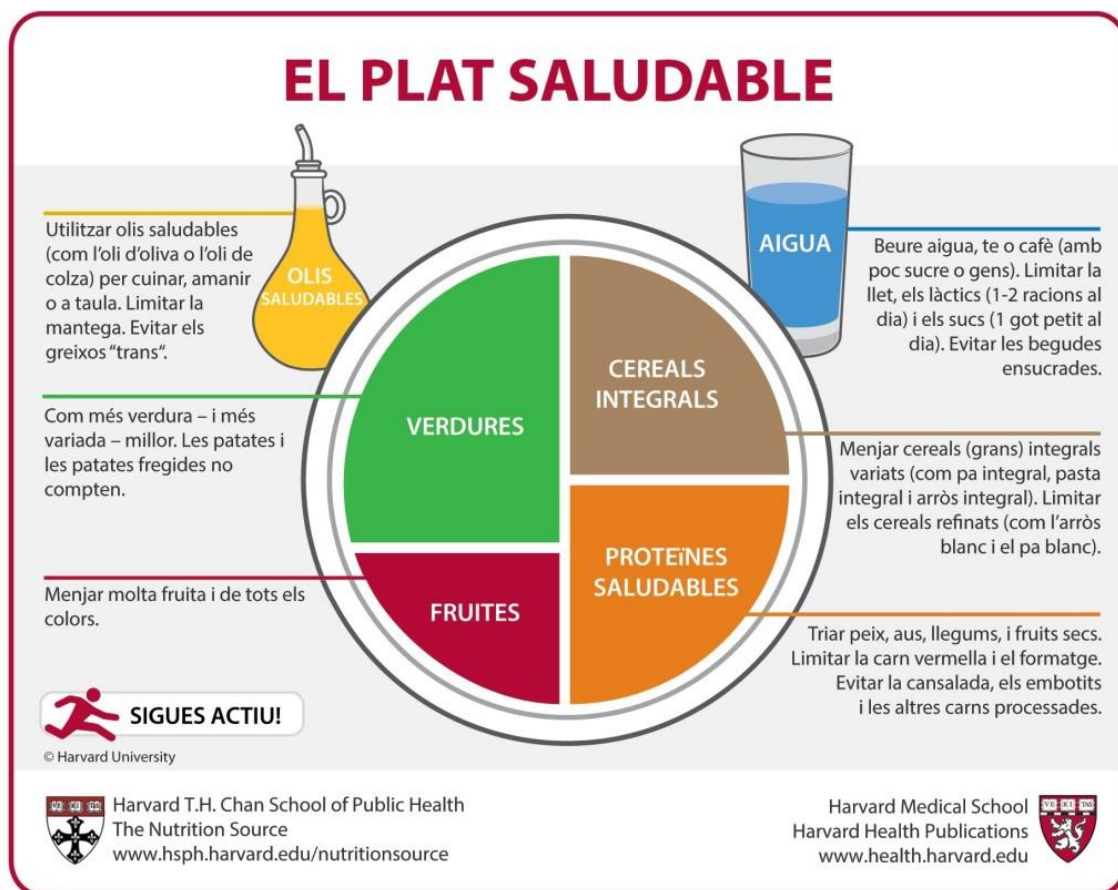 EL PLAT SALUDABLE
Utilitzar olis saludables
(com l'oli d'oliva o l'oli de
colza) per cuinar, amanir
o a taula. Limitar la
mantega. Evitar els
greixos "trans“.
OLIS
SALUDABLES
AIGUA
Beure aigua, te o cafè (amb
poc sucre o gens). Limitar la
llet, els làctics (1-2 racions al
dia) i els sucs (1 got petit al
dia). Evitar les begudes
ensucrades.
VERDURES
CEREALS
INTEGRALS
Com més verdura – i més
variada – millor. Les patates i
les patates fregides no
compten.
Menjar cereals (grans) integrals
variats (com pa integral, pasta
integral i arròs integral). Limitar
els cereals refinats (com l'arròs
blanc i el pa blanc).
FRUITES
PROTEïNES
SALUDABLES
Menjar molta fruita i de tots els
colors.
Triar peix, aus, llegums, i fruits secs.
Limitar la carn vermella i el formatge.
Evitar la cansalada, els embotits
i les altres carns processades.
SIGUES ACTIU!
© Harvard University
Harvard T.H. Chan School of Public Health
The Nutrition Source
www.hsph.harvard.edu/nutritionsource
Harvard Medical School
Harvard Health Publications
www.health.harvard.edu
VE RI TAS
VE RI TAS